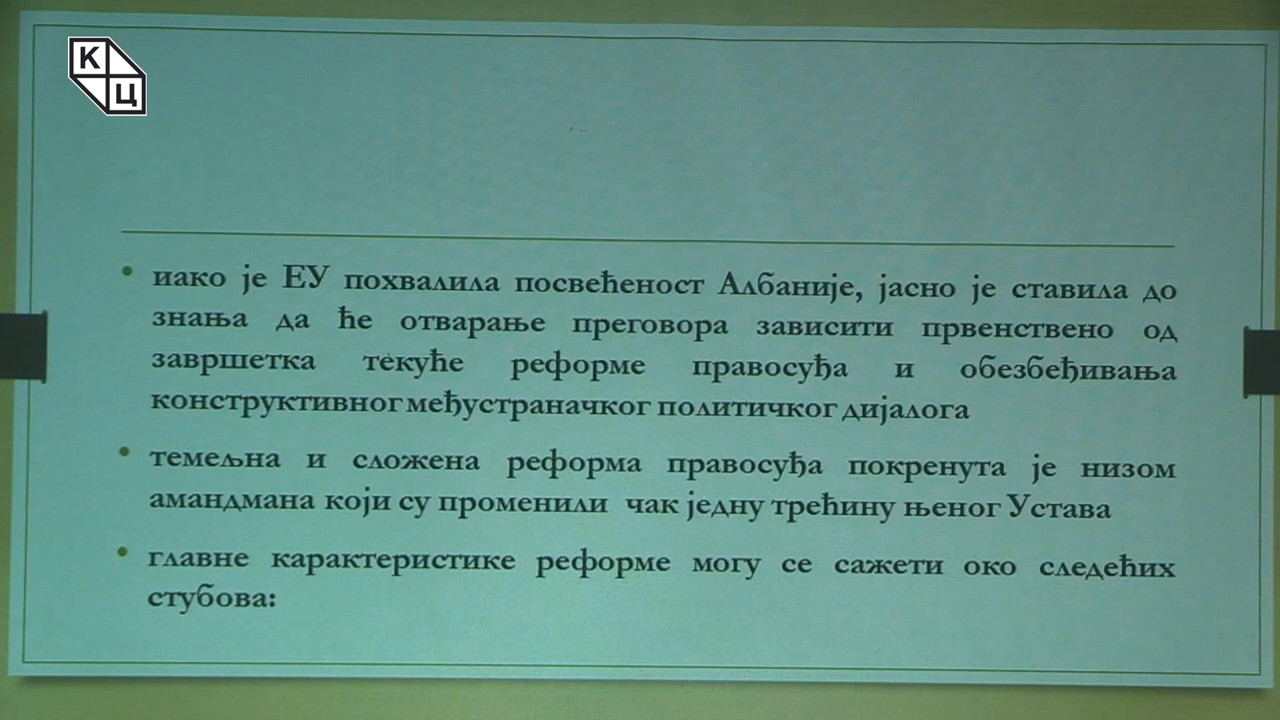 К
Ц
• иако је ЕУ похвалила посвећеност Албаније, јасно је ставила до
знања да ће отварање преговора зависити првенствено од
завршетка текуће реформе правосуђа и обезбеђивања
конструктивног међустраначког политичког дијалога
• темељна и сложена реформа правосуђа покренута је низом
амандмана који су променили чак једну трећину њеног Устава
• главне карактеристике реформе могу се сажети око следећих
стубова: